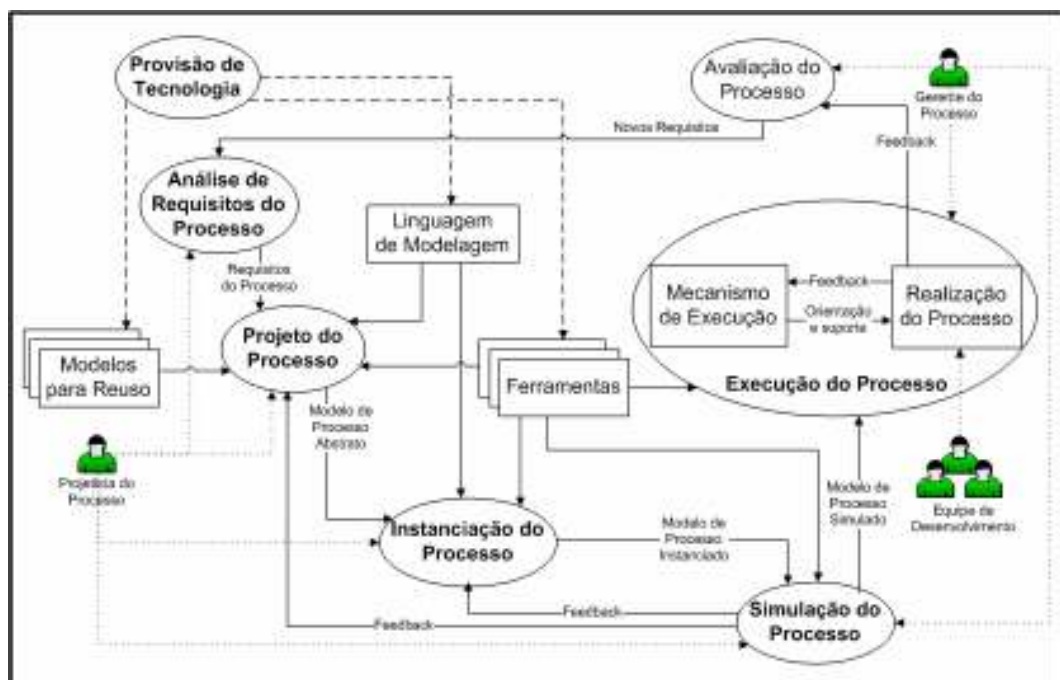 Provisão de
Tecnologia
Avaliação do
Processo
Gerente do
Processo
Novos Requisitos
Feedback
Análise de
Requisitos do
Processo
Linguagem
de Modelagem
Requisitos
do Processo
Mecanismo
de Execução
Feedback
Orientação
e suporte
Realização
do Processo
Execução do Processo
Projeto do
Processo
Modelos
para Reuso
Ferramentas
Modelo de
Processo
Abstrato
Projetista do
Processo
Modelo de
Processo
Simulado
Equipe de
Desenvolvimento
Instanciação do
Processo
Modelo de
Processo
Instanciado
Feedback
Feedback
Simulação do
Processo